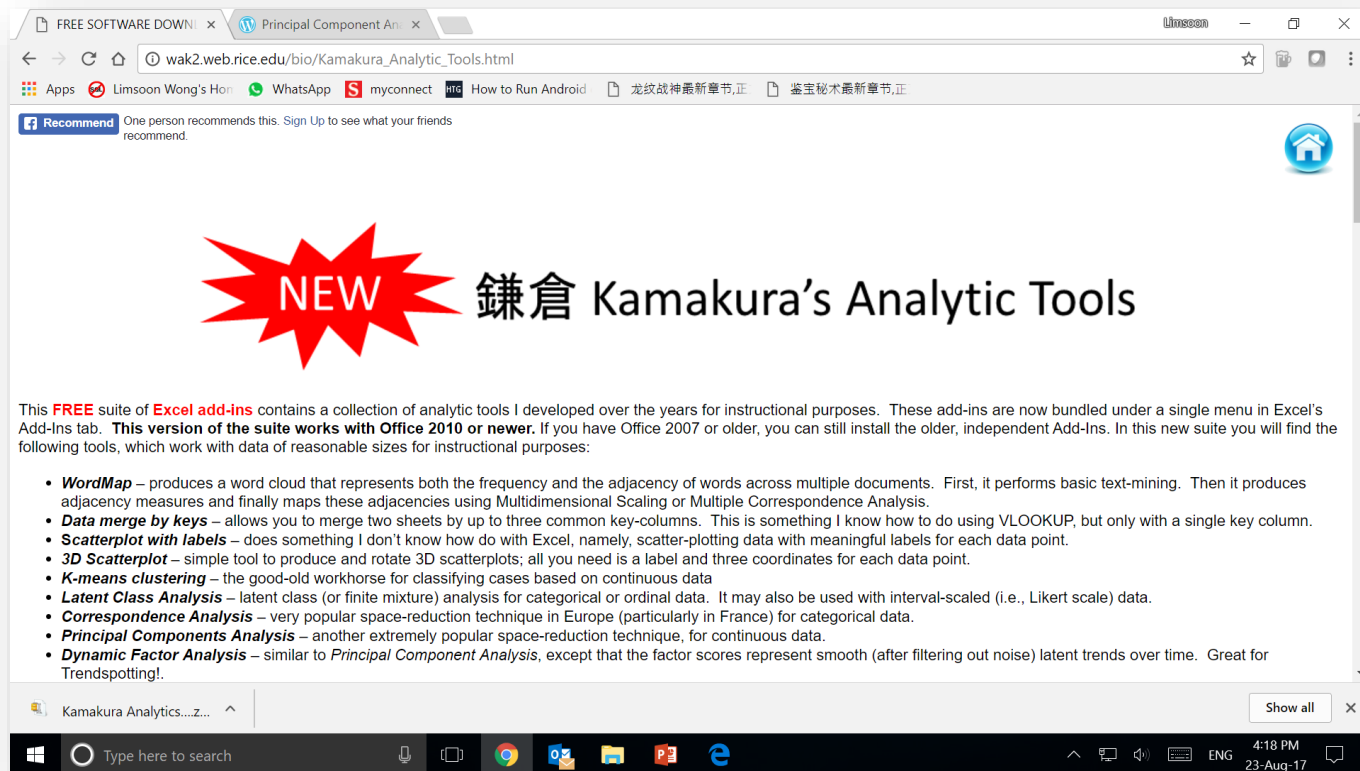 FREE SOFTWARE DOWNL
Principal Component Ana
Limsoon
wak2.web.rice.edu/bio/Kamakura_Analytic_Tools.html
Apps
Limsoon Wong's Hon
WhatsApp
S myconnect
HTG How to Run Android
龙纹战神最新章节,正
鉴宝秘术最新章节,正
f Recommend
One person recommends this. Sign Up to see what your friends
recommend.
NEW
鎌倉 Kamakura's Analytic Tools
This FREE suite of Excel add-ins contains a collection of analytic tools I developed over the years for instructional purposes. These add-ins are now bundled under a single menu in Excel's
Add-Ins tab. This version of the suite works with Office 2010 or newer. If you have Office 2007 or older, you can still install the older, independent Add-Ins. In this new suite you will find the
following tools, which work with data of reasonable sizes for instructional purposes:
• WordMap – produces a word cloud that represents both the frequency and the adjacency of words across multiple documents. First, it performs basic text-mining. Then it produces
adjacency measures and finally maps these adjacencies using Multidimensional Scaling or Multiple Correspondence Analysis.
• Data merge by keys – allows you to merge two sheets by up to three common key-columns. This is something I know how to do using VLOOKUP, but only with a single key column.
• Scatterplot with labels – does something I don't know how do with Excel, namely, scatter-plotting data with meaningful labels for each data point.
• 3D Scatterplot – simple tool to produce and rotate 3D scatterplots; all you need is a label and three coordinates for each data point.
• K-means clustering – the good-old workhorse for classifying cases based on continuous data
• Latent Class Analysis – latent class (or finite mixture) analysis for categorical or ordinal data. It may also be used with interval-scaled (i.e., Likert scale) data.
• Correspondence Analysis – very popular space-reduction technique in Europe (particularly in France) for categorical data.
• Principal Components Analysis – another extremely popular space-reduction technique, for continuous data.
• Dynamic Factor Analysis – similar to Principal Component Analysis, except that the factor scores represent smooth (after filtering out noise) latent trends over time. Great for
Trendspotting!.
Kamakura Analytics....z...
Show all
Type here to search
ENG
4:18 PM
23-Aug-17